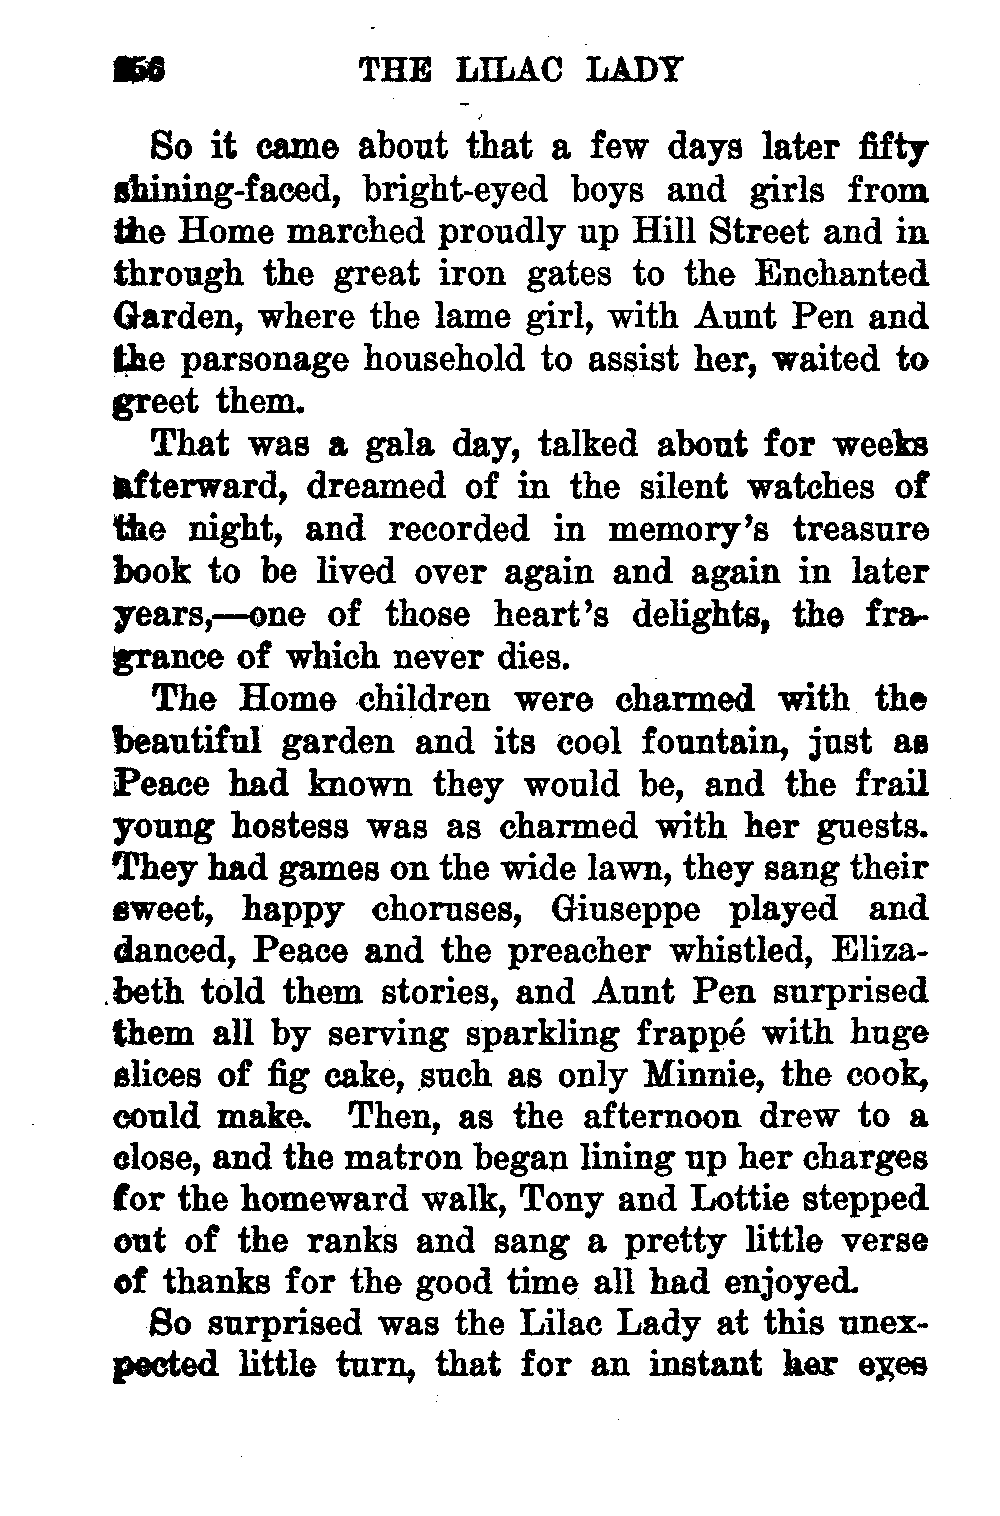 THE LILAC LADY
So it came about that a few days later fifty
shining-faced, bright-eyed boys and girls from
the Home marched proudly up Hill Street and in
through the great iron gates to the Enchanted
Garden, where the lame girl, with Aunt Pen and
the parsonage household to assist her, waited to
greet them.
That was a gala day, talked about for weeks
afterward, dreamed of in the silent watches of
the night, and recorded in memory's treasure
book to be lived over again and again in later
years,—one of those heart's delights, the fra-
grance of which never dies.
The Home children were charmed with the
beautiful garden and its cool fountain, just as
Peace had known they would be, and the frail
young hostess was as charmed with her guests.
They had games on the wide lawn, they sang their
sweet, happy choruses, Giuseppe played and
danced, Peace and the preacher whistled, Eliza-
beth told them stories, and Aunt Pen surprised
them all by serving sparkling frappé with huge
slices of fig cake, such as only Minnie, the cook,
could make. Then, as the afternoon drew to a
close, and the matron began lining up her charges
for the homeward walk, Tony and Lottie stepped
out of the ranks and sang a pretty little verse
of thanks for the good time all had enjoyed.
So surprised was the Lilac Lady at this unex-
pected little turn, that for an instant her eyes